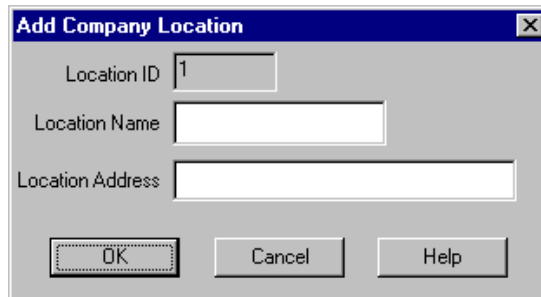 Add Company Location
Location ID 1
Location Name
Location Address
OK Cancel Help